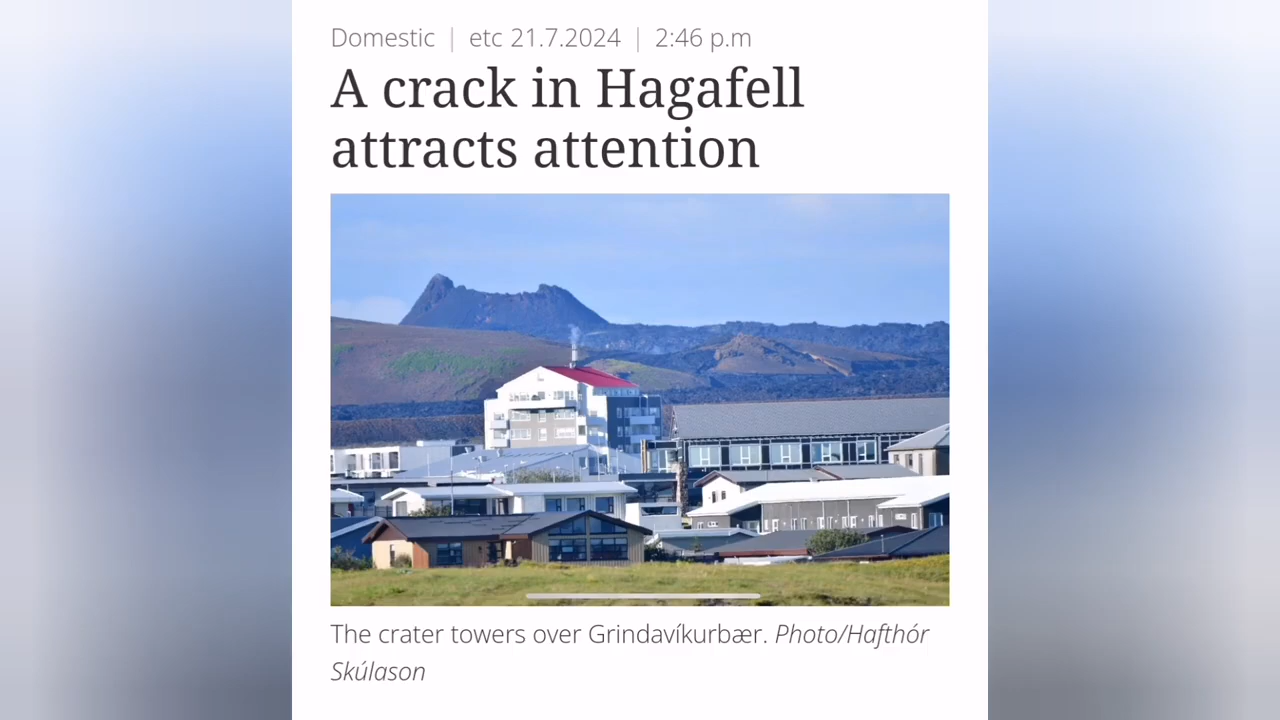 Domestic | etc 21.7.2024 | 2:46 p.m
A crack in Hagafell
attracts attention
The crater towers over Grindavíkurbær. Photo/Hafthór
Skúlason